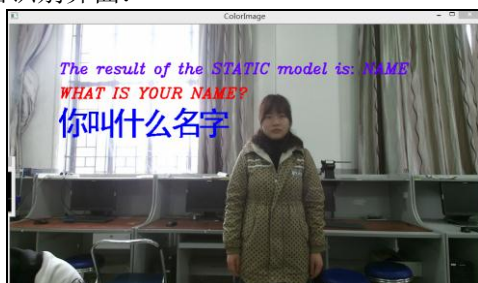 ColorImage
The result of the STATIC model is: NAME
WHAT IS YOUR NAME?
你叫什么名字